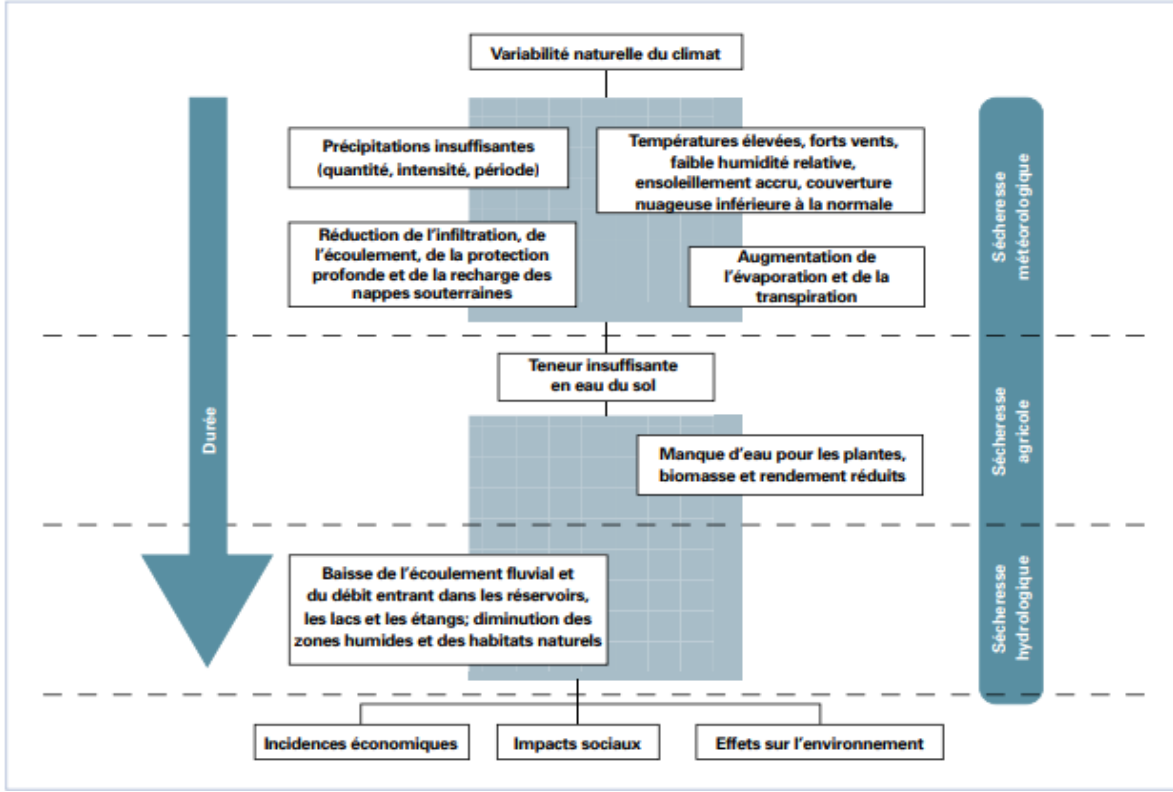 Variabilité naturelle du climat
Précipitations insuffisantes
(quantité, intensité, période)
Températures élevées, forts vents,
faible humidité relative,
ensoleillement accru, couverture
nuageuse inférieure à la normale
Réduction de l'infiltration, de
l'écoulement, de la protection
profonde et de la recharge des
nappes souterraines
Augmentation de
l'évaporation et de la
transpiration
Sécheresse
météorologique
Teneur insuffisante
en eau du sol
Durée
Manque d'eau pour les plantes,
biomasse et rendement réduits
Sécheresse
agricole
Baisse de l'écoulement fluvial et
du débit entrant dans les réservoirs,
les lacs et les étangs; diminution des
zones humides et des habitats naturels
Sécheresse
hydrologique
Incidences économiques
Impacts sociaux
Effets sur l'environnement